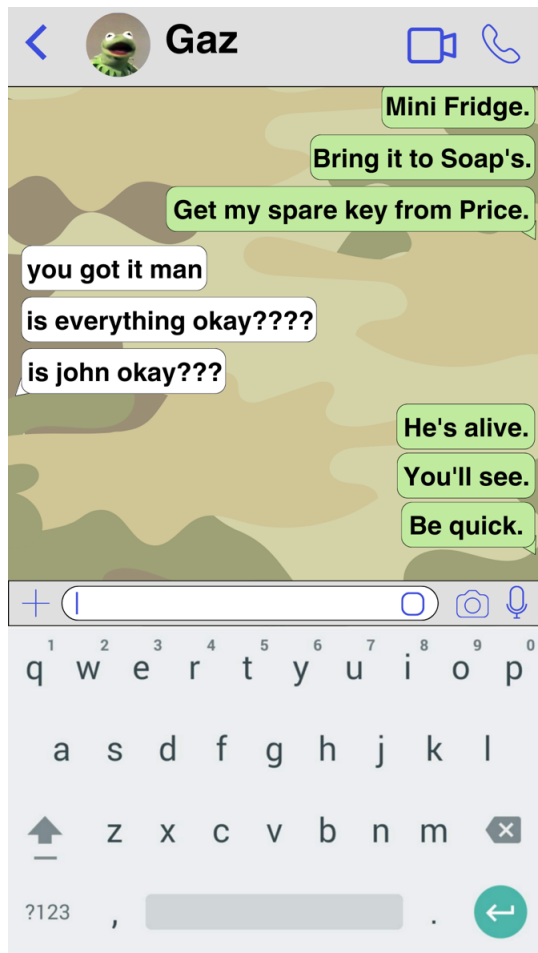 Gaz
Mini Fridge.
Bring it to Soap's.
Get my spare key from Price.
you got it man
is everything okay????
is john okay???
He's alive.
You'll see.
Be quick.
1 2 3 4 5 6 7 8 9 0
q w e r t y u i o p
a s d f g h j k l
z x c v b n m
?123 , .